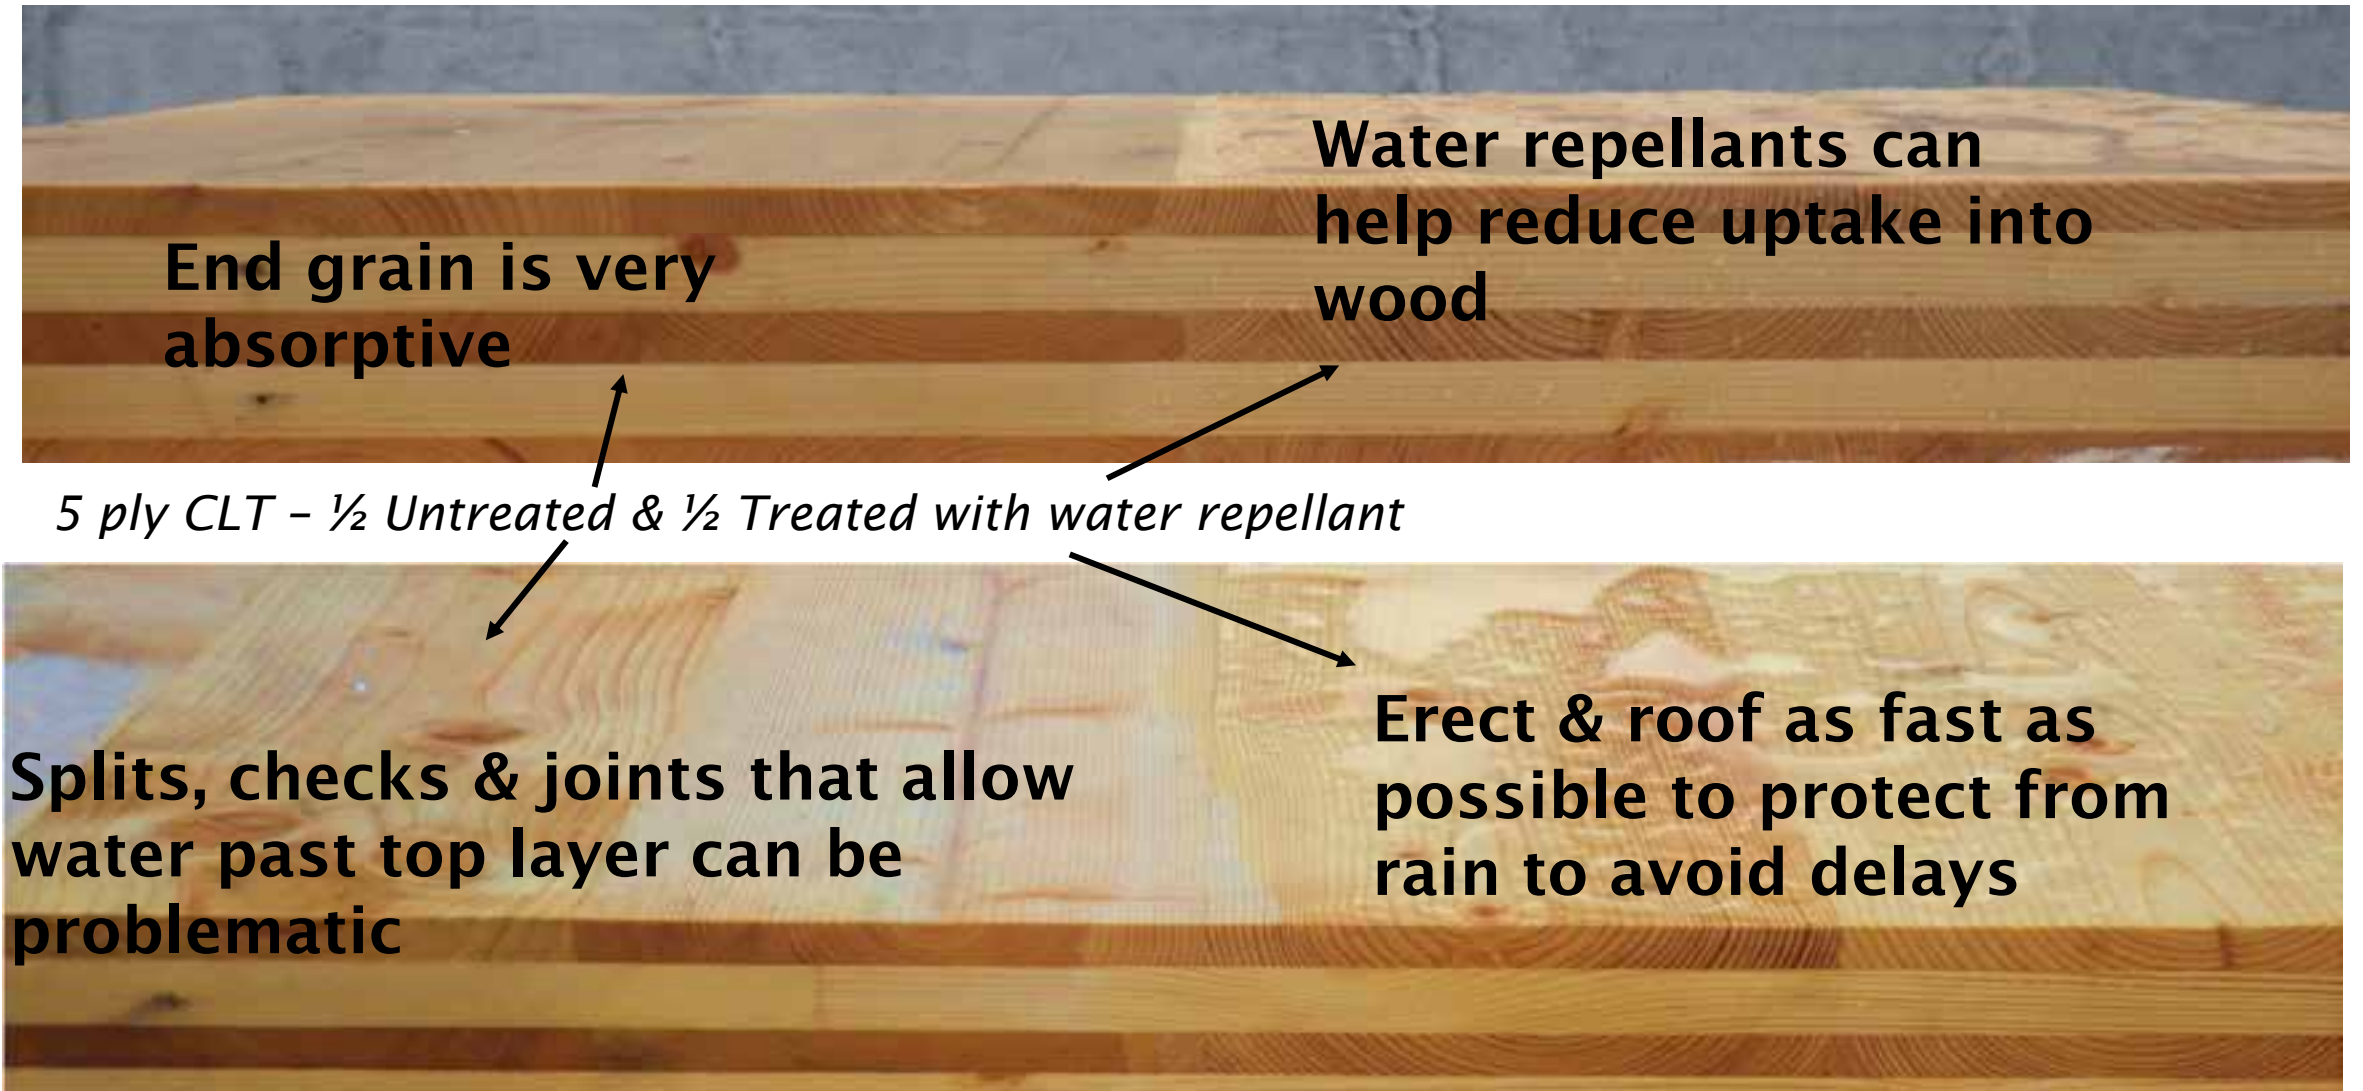 Water repellants can
help reduce uptake into
wood
End grain is very
absorptive
5 ply CLT – ½ Untreated & ½ Treated with water repellant
Splits, checks & joints that allow
water past top layer can be
problematic
Erect & roof as fast as
possible to protect from
rain to avoid delays